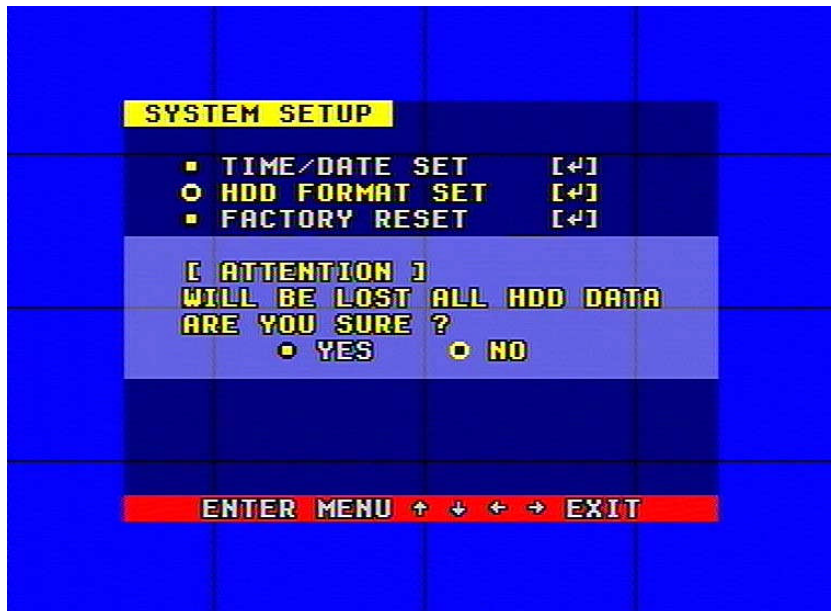 SYSTEM SETUP
TIME/DATE SET [↵]
HDD FORMAT SET [↵]
FACTORY RESET [↵]
[ ATTENTION ]
WILL BE LOST ALL HDD DATA
ARE YOU SURE ?
YES NO
ENTER MENU ↑ ↓ ← → EXIT